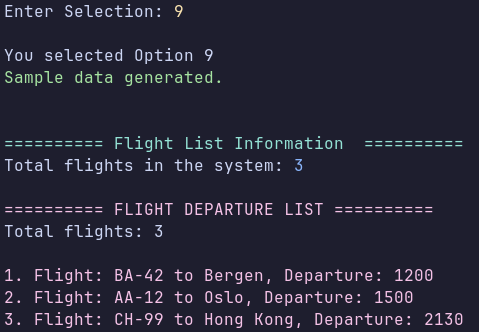 Enter Selection: 9
You selected Option 9
Sample data generated.
========== Flight List Information  ==========
Total flights in the system: 3
========== FLIGHT DEPARTURE LIST ==========
Total flights: 3
1. Flight: BA-42 to Bergen, Departure: 1200
2. Flight: AA-12 to Oslo, Departure: 1500
3. Flight: CH-99 to Hong Kong, Departure: 2130